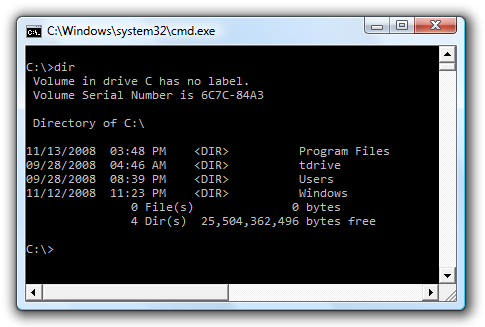 C:\Windows\system32\cmd.exe
C:\>dir
 Volume in drive C has no label.
 Volume Serial Number is 6C7C-84A3
 Directory of C:\
11/13/2008  03:48 PM    <DIR>          Program Files
09/28/2008  04:46 AM    <DIR>          tdrive
09/28/2008  08:39 PM    <DIR>          Users
11/12/2008  11:23 PM    <DIR>          Windows
               0 File(s)              0 bytes
               4 Dir(s)  25,504,362,496 bytes free
C:\>